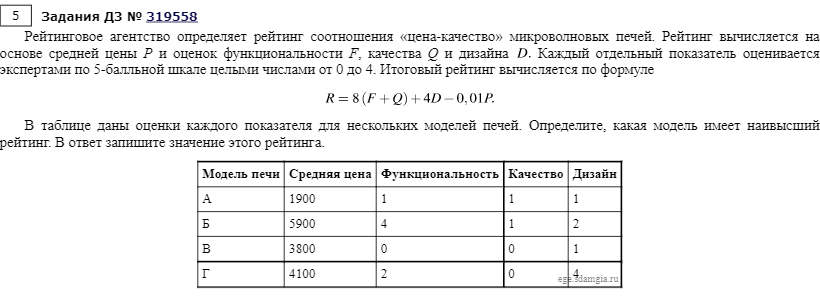 5 Задания ДЗ № 319558
Рейтинговое агентство определяет рейтинг соотношения «цена-качество» микроволновых печей. Рейтинг вычисляется на
основе средней цены P и оценок функциональности F, качества Q и дизайна D. Каждый отдельный показатель оценивается
экспертами по 5-балльной шкале целыми числами от 0 до 4. Итоговый рейтинг вычисляется по формуле
R = 8 (F + Q) + 4D − 0, 01P.
В таблице даны оценки каждого показателя для нескольких моделей печей. Определите, какая модель имеет наивысший
рейтинг. В ответ запишите значение этого рейтинга.
Модель печи Средняя цена Функциональность Качество Дизайн
А 1900 1 1 1
Б 5900 4 1 2
В 3800 0 0 1
Г 4100 2 0 4
ege.sdamgia.ru